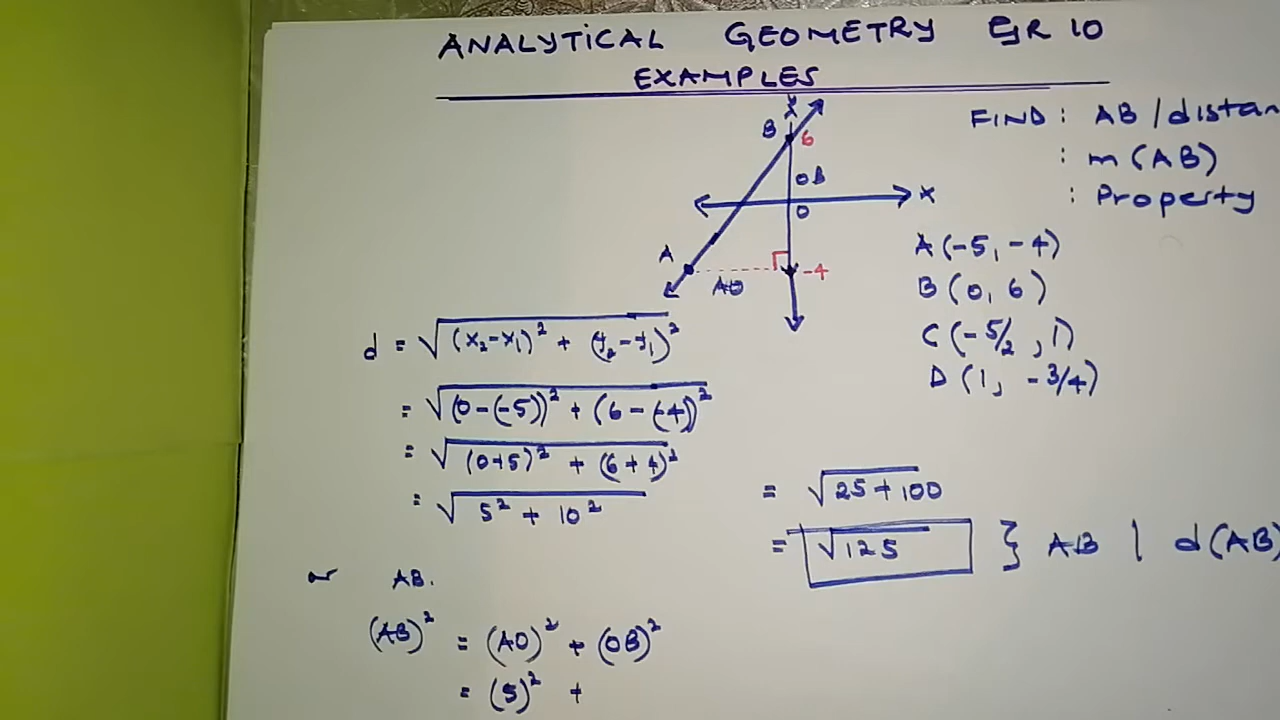 ANALYTICAL GEOMETRY GR 10
EXAMPLES
Y
B 6
OB
X
O
A
AO
-4
FIND : AB / distan
: m (AB)
: Property
A (-5, -4)
B (0, 6)
C (-5/2, 1)
D (1, -3/4)
d = √(x₂-x₁)² + (y₂-y₁)²
= √(0-(-5))² + (6-(-4))²
= √(0+5)² + (6+4)²
= √5² + 10²
= √25+100
= √125 } AB | d(AB)
or AB.
(AB)² = (AO)² + (OB)²
= (5)² +